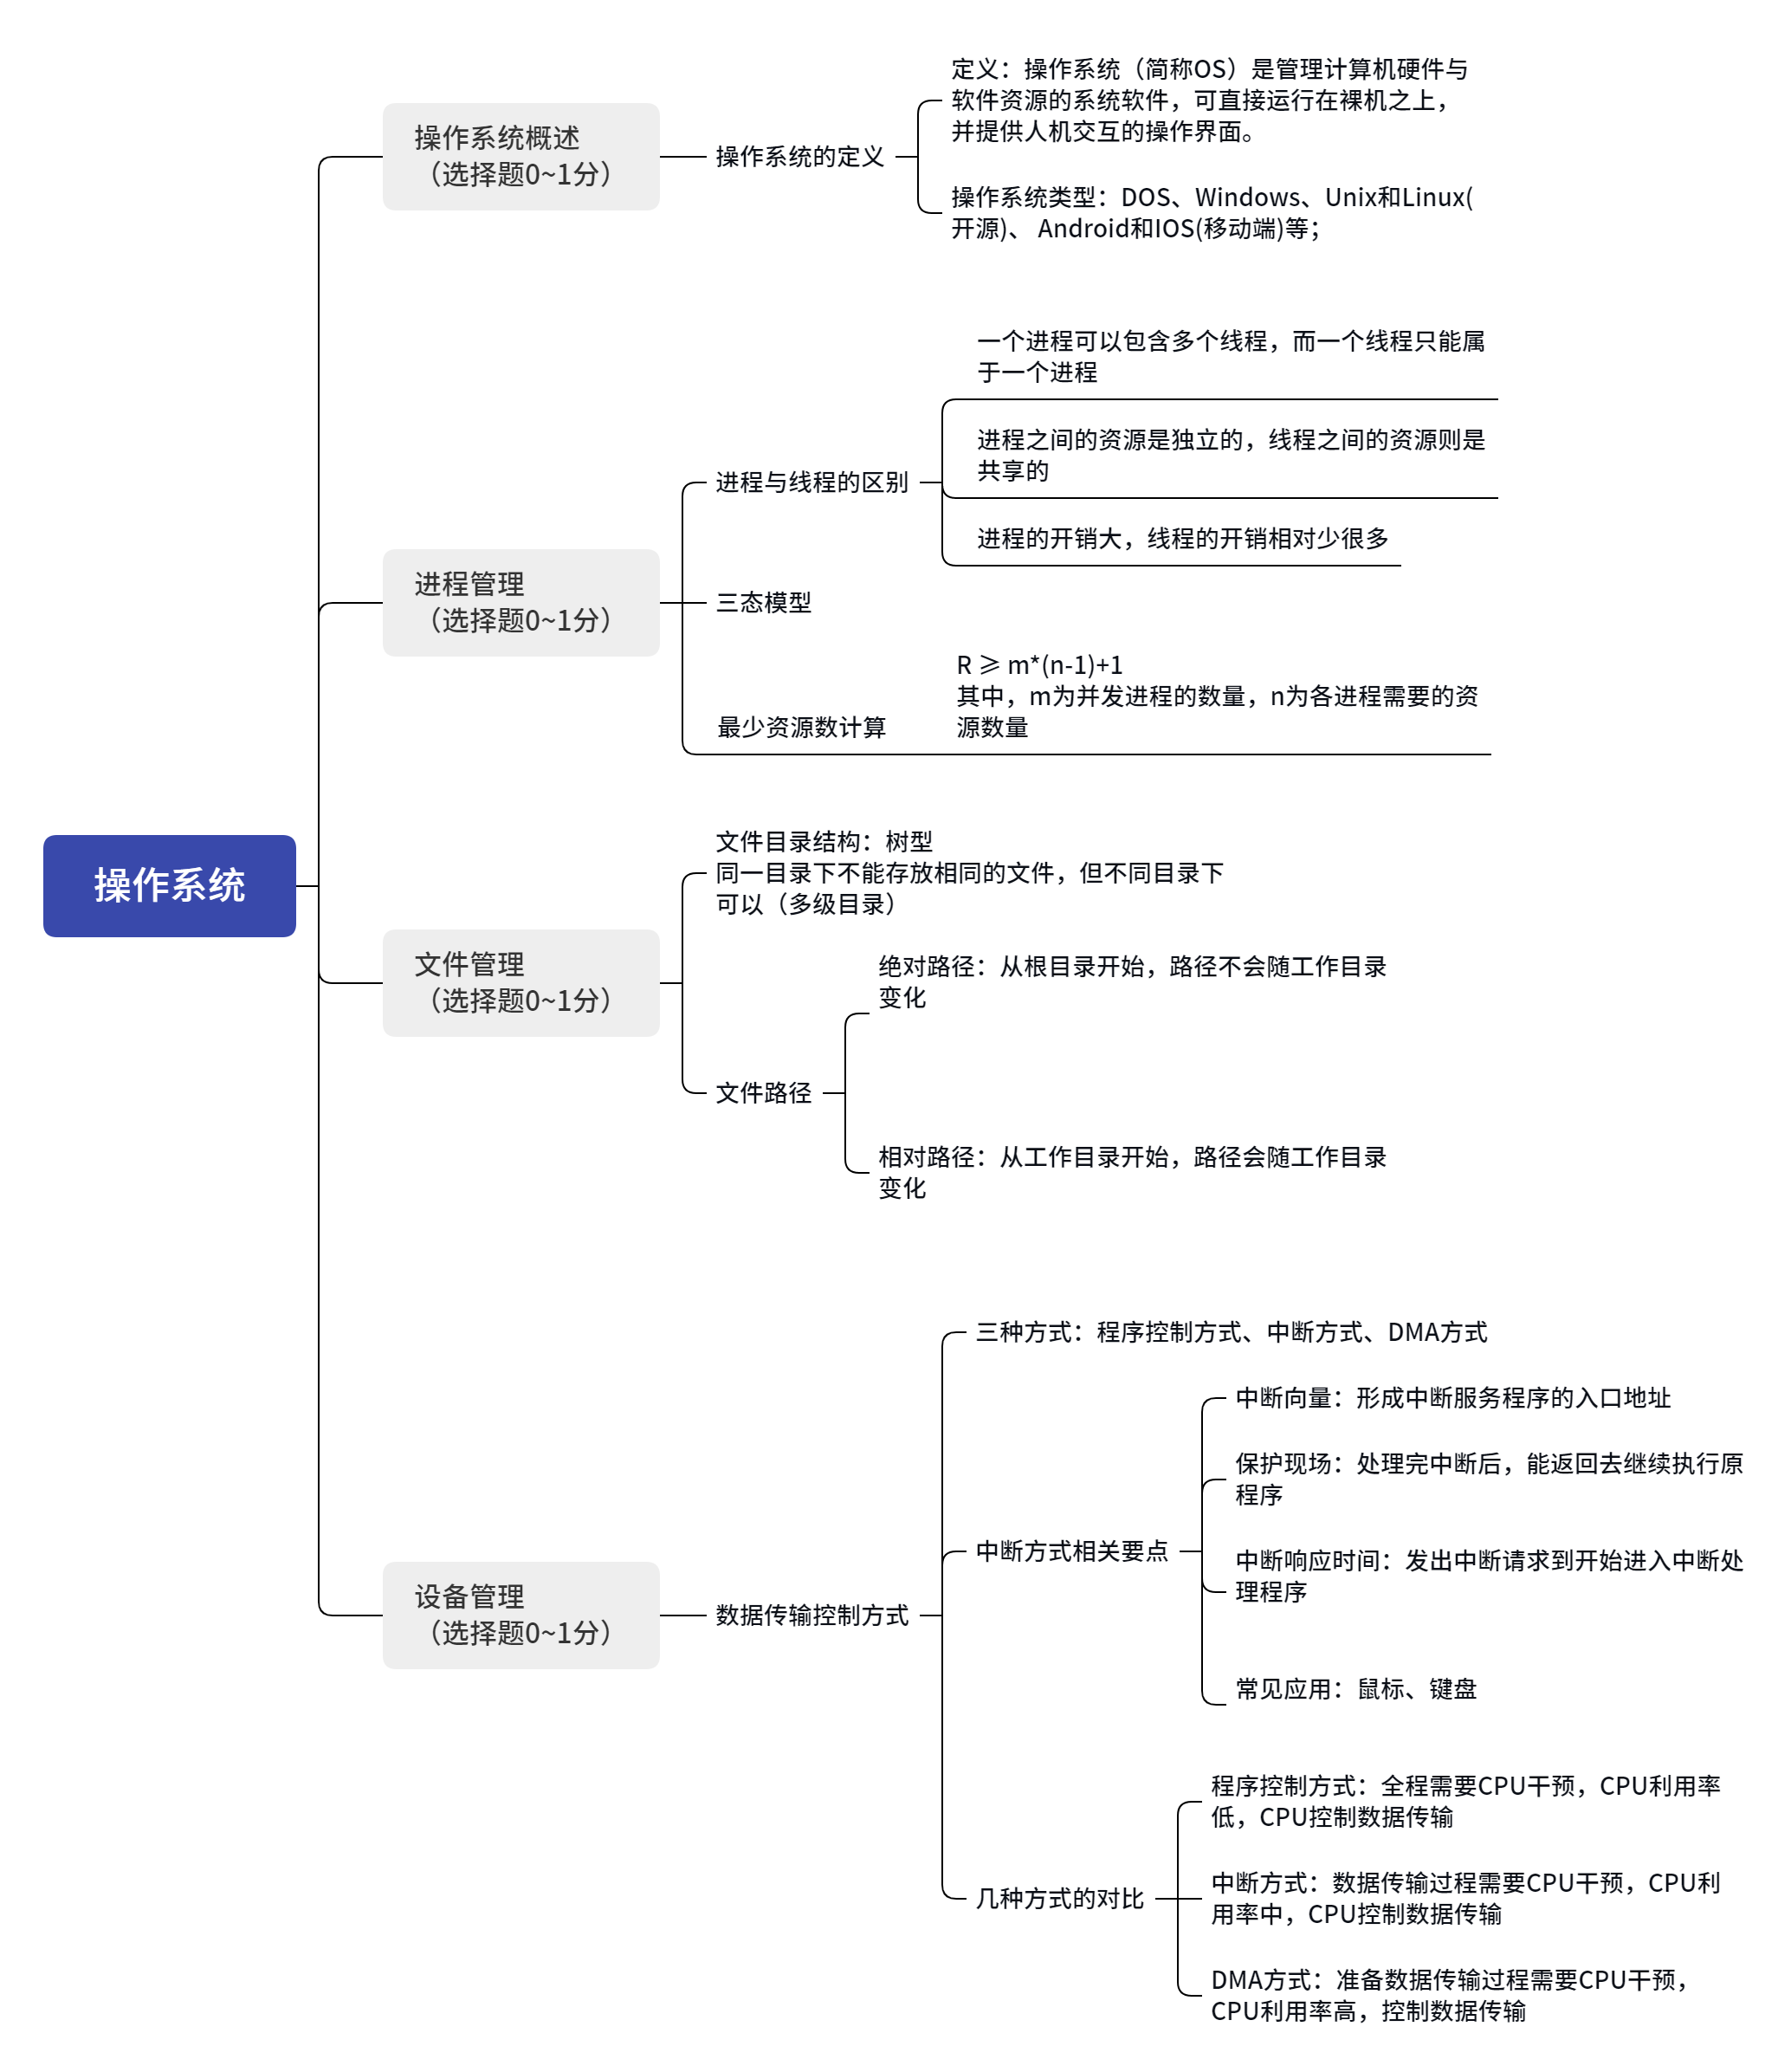 操作系统
操作系统概述
（选择题0~1分）
操作系统的定义
定义：操作系统（简称OS）是管理计算机硬件与
软件资源的系统软件，可直接运行在裸机之上，
并提供人机交互的操作界面。
操作系统类型：DOS、Windows、Unix和Linux(
开源)、 Android和IOS(移动端)等；
进程管理
（选择题0~1分）
进程与线程的区别
一个进程可以包含多个线程，而一个线程只能属
于一个进程
进程之间的资源是独立的，线程之间的资源则是
共享的
进程的开销大，线程的开销相对少很多
三态模型
最少资源数计算
R ⩾ m*(n-1)+1
其中，m为并发进程的数量，n为各进程需要的资
源数量
文件管理
（选择题0~1分）
文件目录结构：树型
同一目录下不能存放相同的文件，但不同目录下
可以（多级目录）
文件路径
绝对路径：从根目录开始，路径不会随工作目录
变化
相对路径：从工作目录开始，路径会随工作目录
变化
设备管理
（选择题0~1分）
数据传输控制方式
三种方式：程序控制方式、中断方式、DMA方式
中断方式相关要点
中断向量：形成中断服务程序的入口地址
保护现场：处理完中断后，能返回去继续执行原
程序
中断响应时间：发出中断请求到开始进入中断处
理程序
常见应用：鼠标、键盘
几种方式的对比
程序控制方式：全程需要CPU干预，CPU利用率
低，CPU控制数据传输
中断方式：数据传输过程需要CPU干预，CPU利
用率中，CPU控制数据传输
DMA方式：准备数据传输过程需要CPU干预，
CPU利用率高，控制数据传输